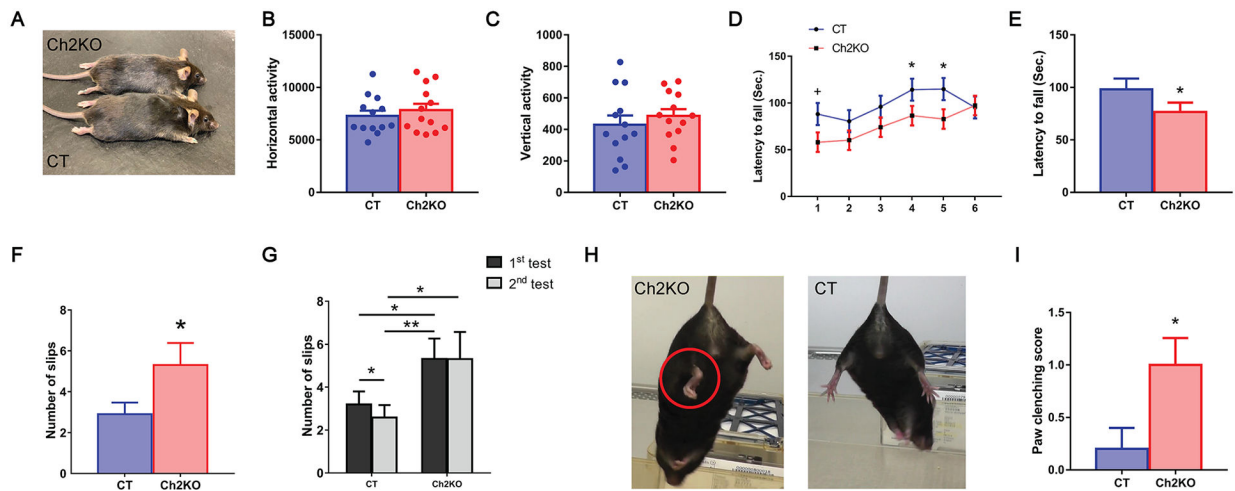 A
Ch2KO
CT
B
Horizontal activity
15000
10000
5000
0
CT
Ch2KO
C
Vertical activity
1000
800
600
400
200
0
CT
Ch2KO
D
CT
Ch2KO
Latency to fall (Sec.)
150
100
50
0
+
*
*
1 2 3 4 5 6
E
Latency to fall (Sec.)
150
100
50
0
*
CT
Ch2KO
F
Number of slips
8
6
4
2
0
*
CT
Ch2KO
G
1st test
2nd test
Number of slips
8
6
4
2
0
*
*
**
*
CT
Ch2KO
H
Ch2KO
CT
I
Paw clenching score
1.5
1.0
0.5
0.0
*
CT
Ch2KO